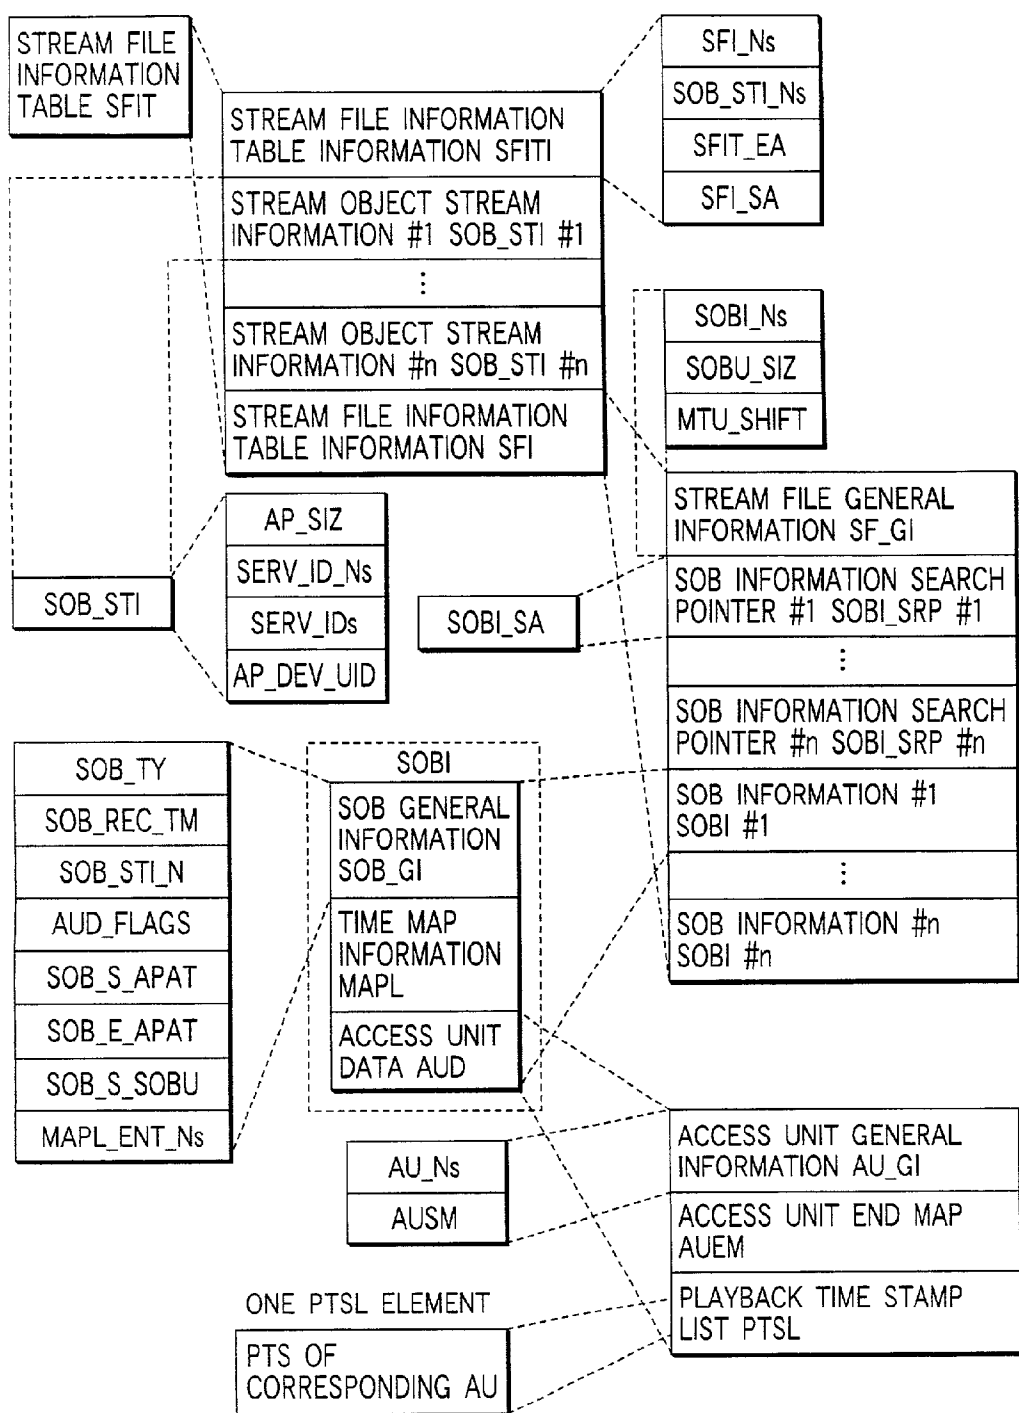 STREAM FILE
INFORMATION
TABLE SFIT
STREAM FILE INFORMATION
TABLE INFORMATION SFITI
STREAM OBJECT STREAM
INFORMATION #1 SOB_STI #1
⋮
STREAM OBJECT STREAM
INFORMATION #n SOB_STI #n
STREAM FILE INFORMATION
TABLE INFORMATION SFI
SFI_Ns
SOB_STI_Ns
SFIT_EA
SFI_SA
SOBI_Ns
SOBU_SIZ
MTU_SHIFT
STREAM FILE GENERAL
INFORMATION SF_GI
SOB INFORMATION SEARCH
POINTER #1 SOBI_SRP #1
⋮
SOB INFORMATION SEARCH
POINTER #n SOBI_SRP #n
SOB INFORMATION #1
SOBI #1
⋮
SOB INFORMATION #n
SOBI #n
SOB_STI
AP_SIZ
SERV_ID_Ns
SERV_IDs
AP_DEV_UID
SOBI_SA
SOB_TY
SOB_REC_TM
SOB_STI_N
AUD_FLAGS
SOB_S_APAT
SOB_E_APAT
SOB_S_SOBU
MAPL_ENT_Ns
SOBI
SOB GENERAL
INFORMATION
SOB_GI
TIME MAP
INFORMATION
MAPL
ACCESS UNIT
DATA AUD
AU_Ns
AUSM
ACCESS UNIT GENERAL
INFORMATION AU_GI
ACCESS UNIT END MAP
AUEM
PLAYBACK TIME STAMP
LIST PTSL
ONE PTSL ELEMENT
PTS OF
CORRESPONDING AU